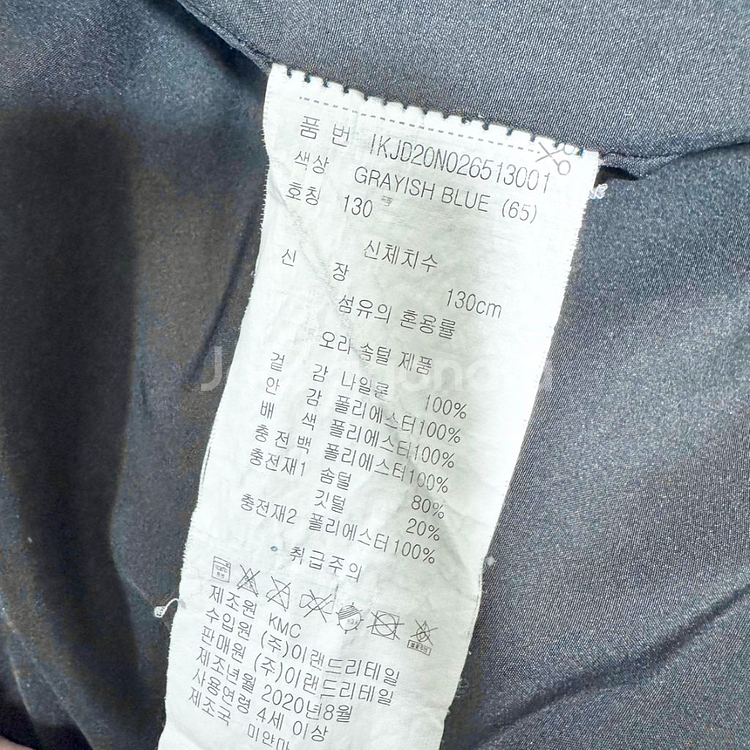 품 번 IKJD20N026513001
색상 GRAYISH BLUE (65)
호칭 130
신체치수
신 장 130cm
섬유의 혼용률
오리 솜털 제품
겉 감 나일론 100%
안 감 폴리에스터100%
배 색 폴리에스터100%
충전백 폴리에스터100%
충전재1 솜털 80%
깃털 20%
충전재2 폴리에스터100%
취급주의
제조원 KMC
수입원 (주)이랜드리테일
판매원 (주)이랜드리테일
제조년월 2020년8월
사용연령 4세 이상
제조국 미얀마